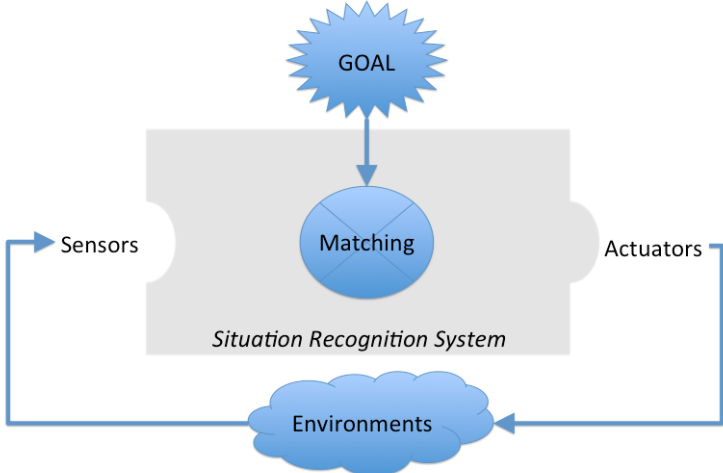 GOAL
Matching
Sensors
Actuators
Situation Recognition System
Environments